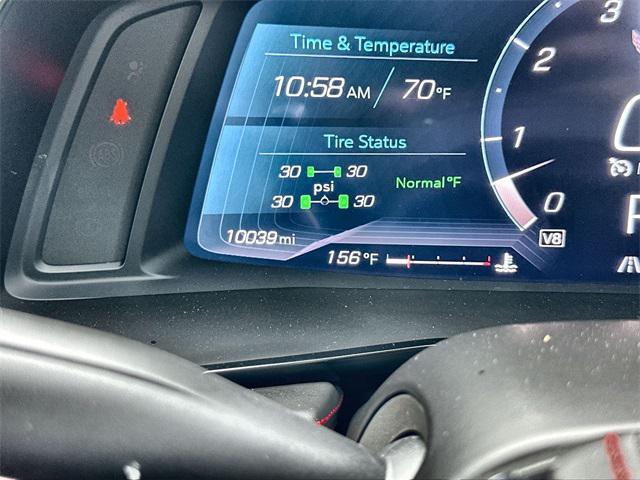 Time & Temperature
10:58 AM / 70°F
Tire Status
30 30
psi
30 30
Normal °F
10039 mi
156 °F
3
2
1
0
V8